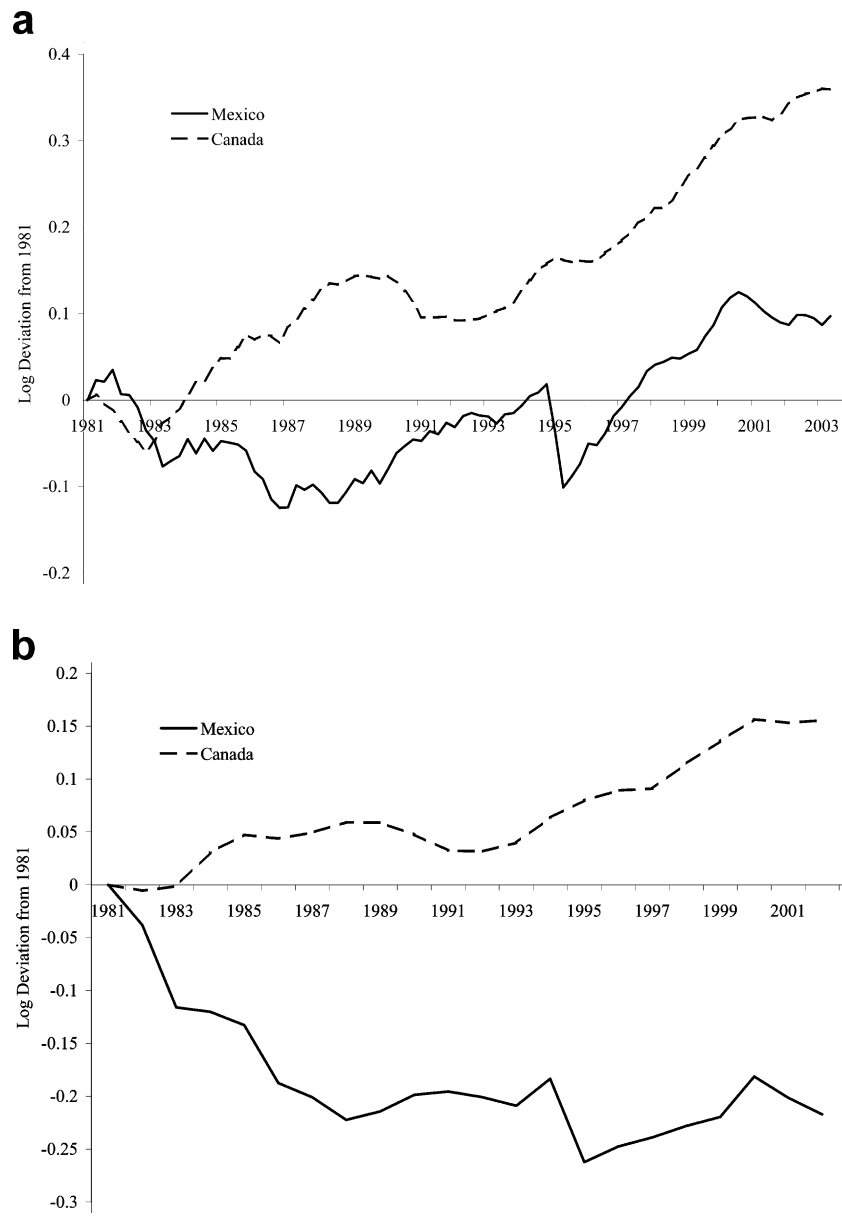 a
0.4
Mexico
Canada
0.3
0.2
Log Deviation from 1981
0.1
0
1981 1983 1985 1987 1989 1991 1993 1995 1997 1999 2001 2003
-0.1
-0.2
b
0.2
Mexico
Canada
0.15
0.1
0.05
Log Deviation from 1981
0
1981 1983 1985 1987 1989 1991 1993 1995 1997 1999 2001
-0.05
-0.1
-0.15
-0.2
-0.25
-0.3